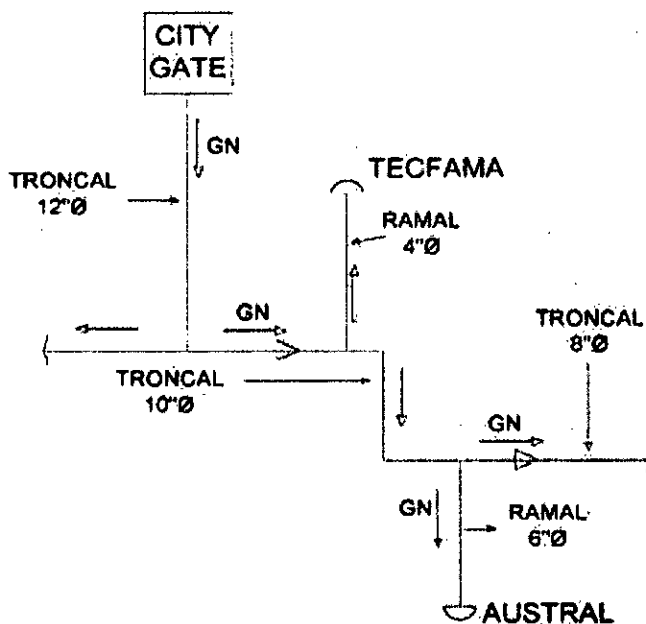 CITY
GATE
GN
TRONCAL
12"Ø
TECFAMA
RAMAL
4"Ø
GN
TRONCAL
8"Ø
TRONCAL
10"Ø
GN
GN
RAMAL
6"Ø
AUSTRAL